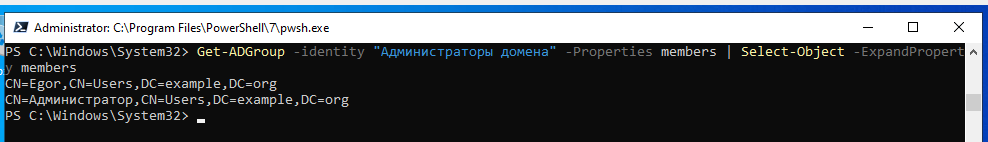 Administrator: C:\Program Files\PowerShell\7\pwsh.exe
PS C:\Windows\System32> Get-ADGroup -identity "Администраторы домена" -Properties members | Select-Object -ExpandPropert
y members
CN=Egor,CN=Users,DC=example,DC=org
CN=Администратор,CN=Users,DC=example,DC=org
PS C:\Windows\System32>